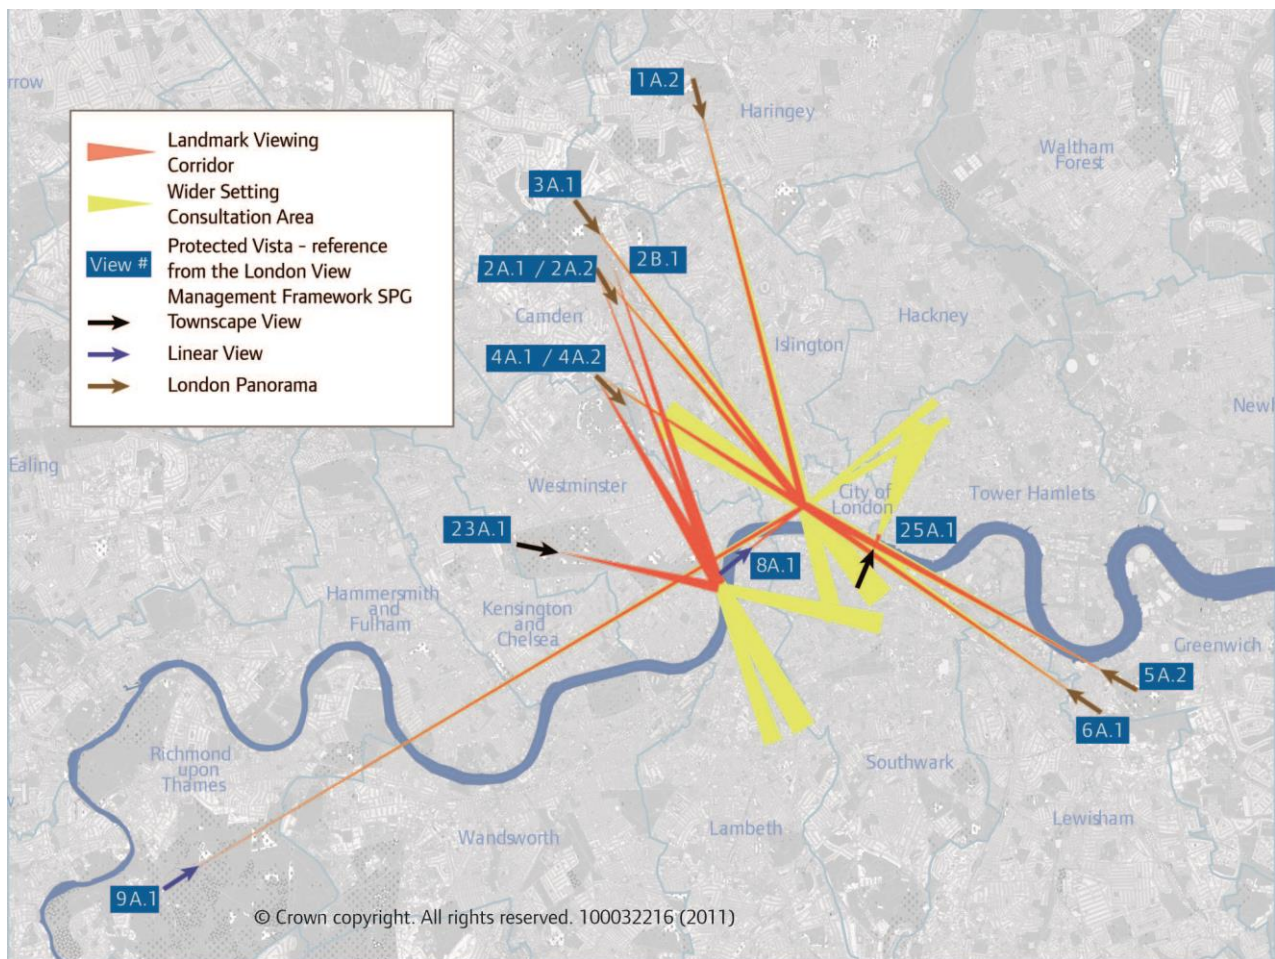 1A.2
Haringey
rrow
Waltham
Forest
Landmark Viewing
Corridor
Wider Setting
Consultation Area
View #
Protected Vista - reference
from the London View
Management Framework SPG
Townscape View
Linear View
London Panorama
3A.1
2B.1
2A.1 / 2A.2
Camden
Hackney
Islington
4A.1 / 4A.2
Newl
Ealing
Westminster
City of
London
Tower Hamlets
23A.1
25A.1
8A.1
Hammersmith
and
Fulham
Kensington
and
Chelsea
Greenwich
5A.2
6A.1
Richmond
upon
Thames
Southwark
Wandsworth
Lambeth
Lewisham
9A.1
© Crown copyright. All rights reserved. 100032216 (2011)